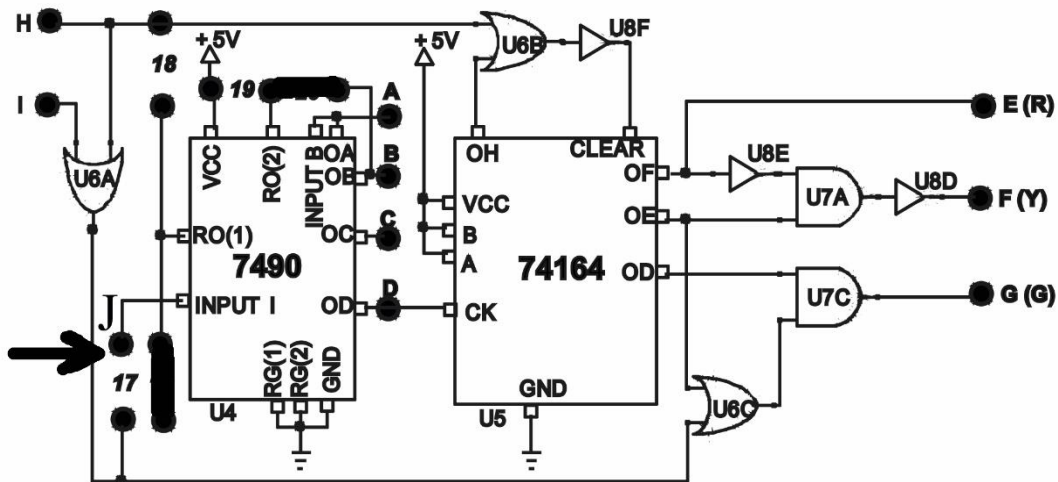 H
18
+5V
19
A
+5V
U6B
U8F
E (R)
I
U6A
VCC
RO(2)
INPUT B
OA
OB
B
OH
CLEAR
OF
U8E
U7A
U8D
F (Y)
VCC
OE
C
RO(1)
OC
B
7490
A
74164
OD
U7C
G (G)
J
INPUT I
OD
D
CK
17
RG(1)
RG(2)
GND
GND
U4
U5
U6C